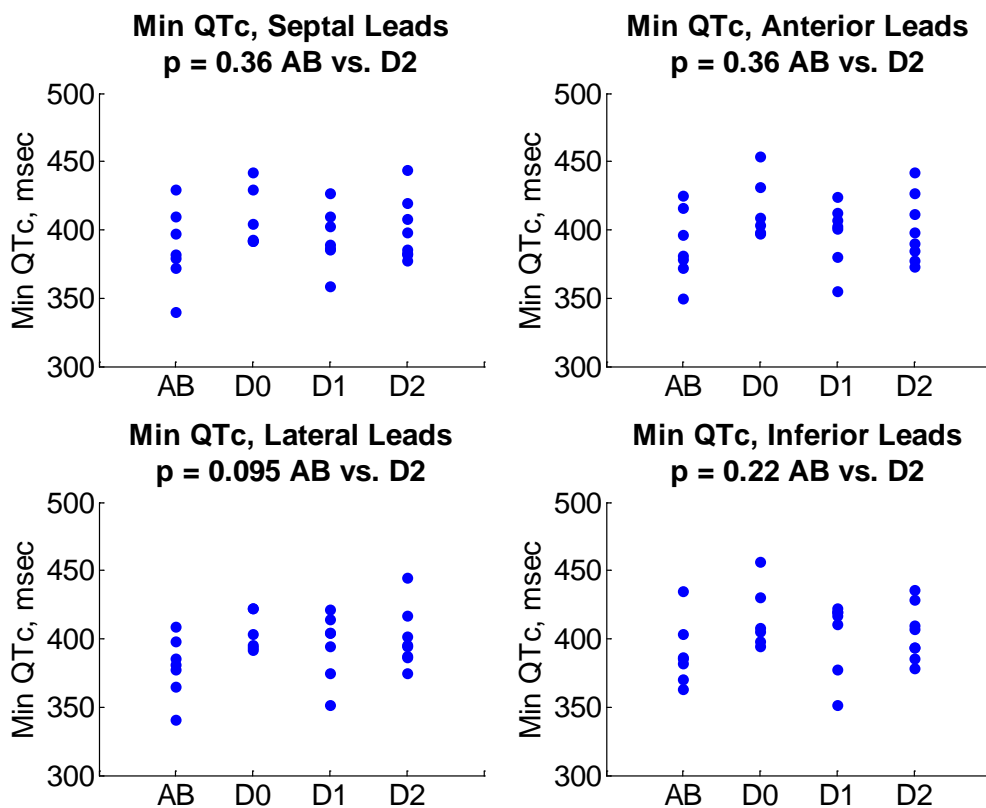 Min QTc, Septal Leads
p = 0.36 AB vs. D2
Min QTc, msec
500
450
400
350
300
AB D0 D1 D2
Min QTc, Anterior Leads
p = 0.36 AB vs. D2
Min QTc, msec
500
450
400
350
300
AB D0 D1 D2
Min QTc, Lateral Leads
p = 0.095 AB vs. D2
Min QTc, msec
500
450
400
350
300
AB D0 D1 D2
Min QTc, Inferior Leads
p = 0.22 AB vs. D2
Min QTc, msec
500
450
400
350
300
AB D0 D1 D2